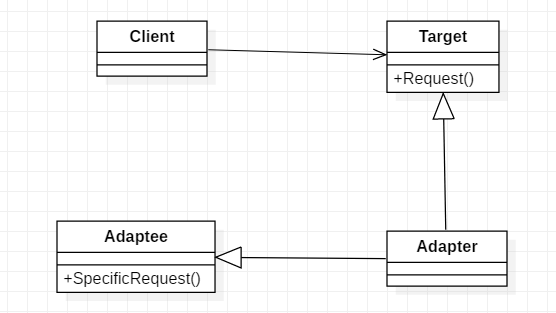 Client
Target
+Request()
Adaptee
+SpecificRequest()
Adapter